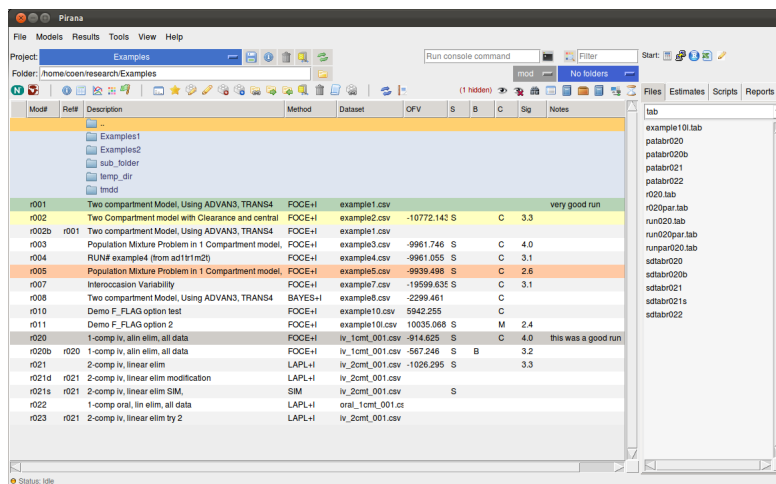 Pirana
File Models Results Tools View Help
Project: Examples Run console command Filter Start:
Folder: /home/coen/research/Examples mod No folders
(1 hidden) Files Estimates Scripts Reports
Mod# Ref# Description Method Dataset OFV S B C Sig Notes
tab
..
Examples1
Examples2
sub_folder
temp_dir
tmdd
r001 Two compartment Model, Using ADVAN3, TRANS4 FOCE+I example1.csv very good run
r002 Two Compartment model with Clearance and central FOCE+I example2.csv -10772.143 S C 3.3
r002b r001 Two compartment Model, Using ADVAN3, TRANS4 FOCE+I example1.csv
r003 Population Mixture Problem in 1 Compartment model, FOCE+I example3.csv -9961.746 S C 4.0
r004 RUN# example4 (from ad1tr1m2t) FOCE+I example4.csv -9961.055 S C 3.1
r005 Population Mixture Problem in 1 Compartment model, FOCE+I example5.csv -9939.498 S C 2.6
r007 Interoccasion Variability FOCE+I example7.csv -19599.635 S C 3.1
r008 Two compartment Model, Using ADVAN3, TRANS4 BAYES+I example8.csv -2299.461 C
r010 Demo F_FLAG option test FOCE+I example10.csv 5942.255 C
r011 Demo F_FLAG option 2 FOCE+I example10l.csv 10035.068 S M 2.4
r020 1-comp iv, alin elim, all data FOCE+I iv_1cmt_001.csv -914.625 S C 4.0 this was a good run
r020b r020 1-comp iv, alin elim, all data FOCE+I iv_1cmt_001.csv -567.246 S B 3.2
r021 2-comp iv, linear elim LAPL+I iv_2cmt_001.csv -1026.295 S 3.3
r021d r021 2-comp iv, linear elim modification LAPL+I iv_2cmt_001.csv
r021s r021 2-comp iv, linear elim SIM, SIM iv_2cmt_001.csv S
r022 1-comp oral, lin elim, all data LAPL+I oral_1cmt_001.cs
r023 r021 2-comp iv, linear elim try 2 LAPL+I iv_2cmt_001.csv
example10l.tab
patabr020
patabr020b
patabr021
patabr022
r020.tab
r020par.tab
run020.tab
run020par.tab
runpar020.tab
sdtabr020
sdtabr020b
sdtabr021
sdtabr021s
sdtabr022
Status: Idle